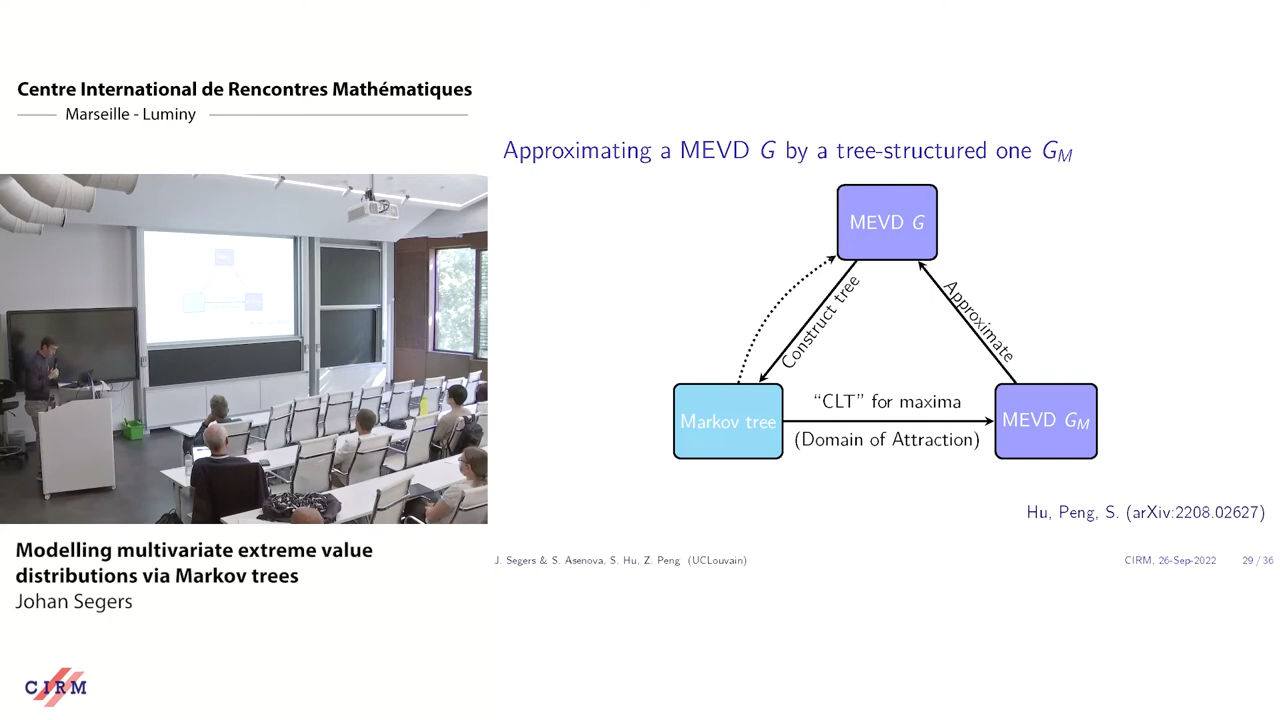 Centre International de Rencontres Mathématiques
Marseille - Luminy
Approximating a MEVD G by a tree-structured one G_M
MEVD G
Construct tree
Approximate
Markov tree
“CLT” for maxima
(Domain of Attraction)
MEVD G_M
Hu, Peng, S. (arXiv:2208.02627)
J. Segers & S. Asenova, S. Hu, Z. Peng (UCLouvain)
CIRM, 26-Sep-2022
29 / 36
Modelling multivariate extreme value
distributions via Markov trees
Johan Segers
CIRM